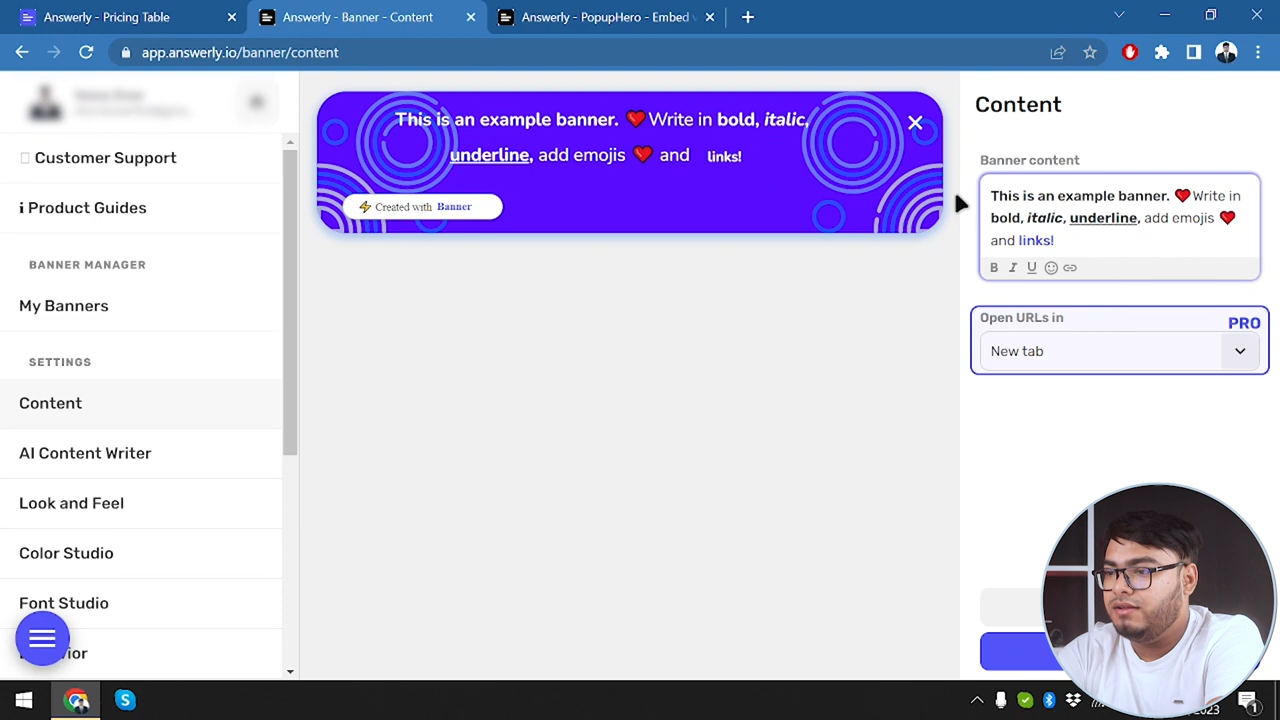 Answerly - Pricing Table
Answerly - Banner - Content
Answerly - PopupHero - Embed
app.answerly.io/banner/content
Customer Support
Product Guides
BANNER MANAGER
My Banners
SETTINGS
Content
AI Content Writer
Look and Feel
Color Studio
Font Studio
This is an example banner. ❤️Write in bold, italic,
underline, add emojis ❤️ and links!
⚡ Created with Banner
Content
Banner content
This is an example banner. ❤️Write in
bold, italic, underline, add emojis ❤️
and links!
B I U
Open URLs in
PRO
New tab